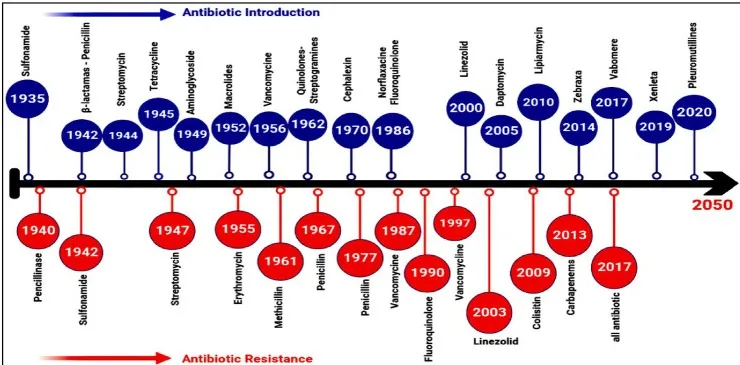 Antibiotic Introduction
Sulfonamide
β-lactamas - Penicillin
Streptomycin
Tetracycline
Aminoglycoside
Macrolides
Vancomycine
Quinolones-
Streptogramines
Cephalexin
Norflaxacine
Fluoroquinolone
Linezolid
Daptomycin
Lipiarmycin
Zebraxa
Vabomere
Xenleta
Pleuromutillines
1935
1942
1944
1945
1949
1952
1956
1962
1970
1986
2000
2005
2010
2014
2017
2019
2020
2050
1940
1942
1947
1955
1961
1967
1977
1987
1990
1997
2003
2009
2013
2017
Pencillinase
Sulfonamide
Streptomycin
Erythromycin
Methicillin
Penicillin
Penicillin
Vancomycine
Fluoroquinolone
Vancomycline
Linezolid
Colisitin
Carbapenems
all antibiotic
Antibiotic Resistance